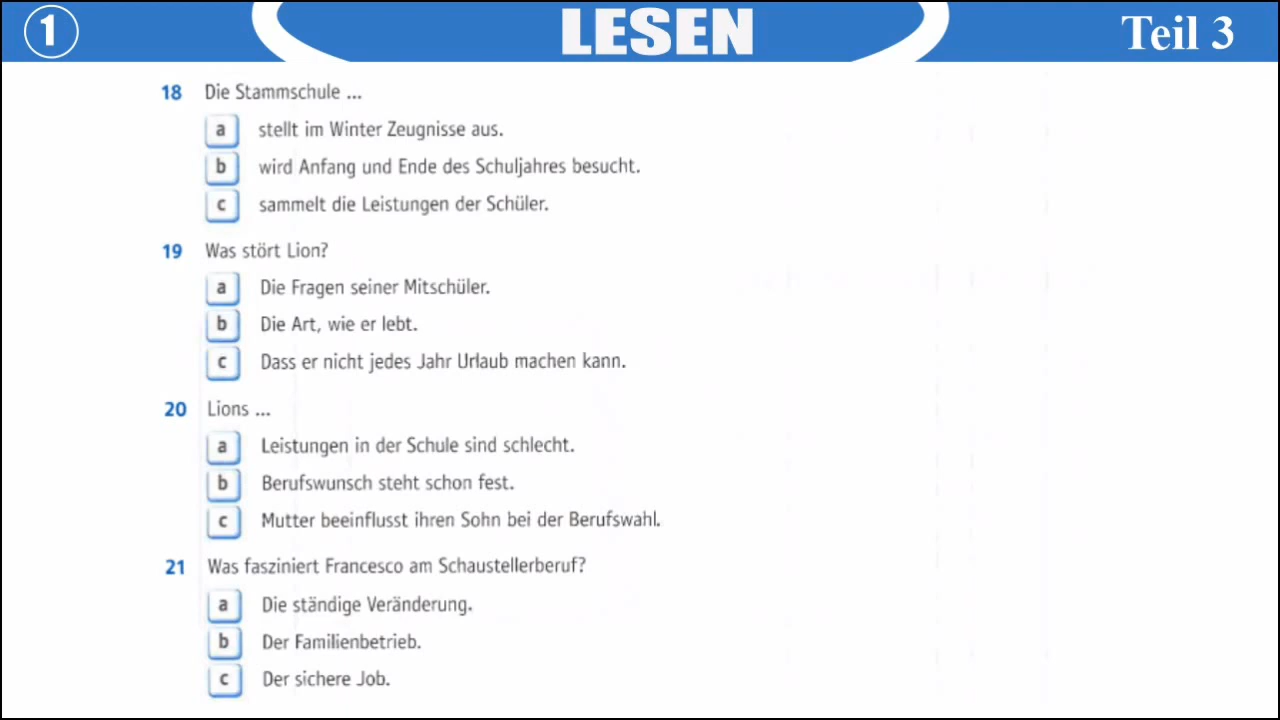 1 LESEN Teil 3
18 Die Stammschule ...
a stellt im Winter Zeugnisse aus.
b wird Anfang und Ende des Schuljahres besucht.
c sammelt die Leistungen der Schüler.
19 Was stört Lion?
a Die Fragen seiner Mitschüler.
b Die Art, wie er lebt.
c Dass er nicht jedes Jahr Urlaub machen kann.
20 Lions ...
a Leistungen in der Schule sind schlecht.
b Berufswunsch steht schon fest.
c Mutter beeinflusst ihren Sohn bei der Berufswahl.
21 Was fasziniert Francesco am Schaustellerberuf?
a Die ständige Veränderung.
b Der Familienbetrieb.
c Der sichere Job.